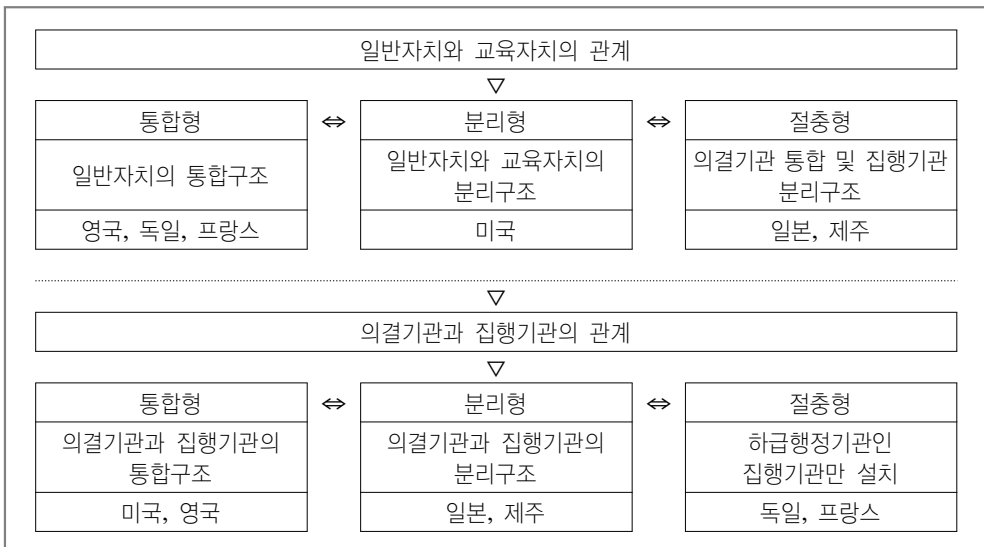 일반자치와 교육자치의 관계
▽
통합형 ⇔ 분리형 ⇔ 절충형
일반자치의 통합구조
일반자치와 교육자치의
분리구조
의결기관 통합 및 집행기관
분리구조
영국, 독일, 프랑스
미국
일본, 제주
▽
의결기관과 집행기관의 관계
▽
통합형 ⇔ 분리형 ⇔ 절충형
의결기관과 집행기관의
통합구조
의결기관과 집행기관의
분리구조
하급행정기관인
집행기관만 설치
미국, 영국
일본, 제주
독일, 프랑스